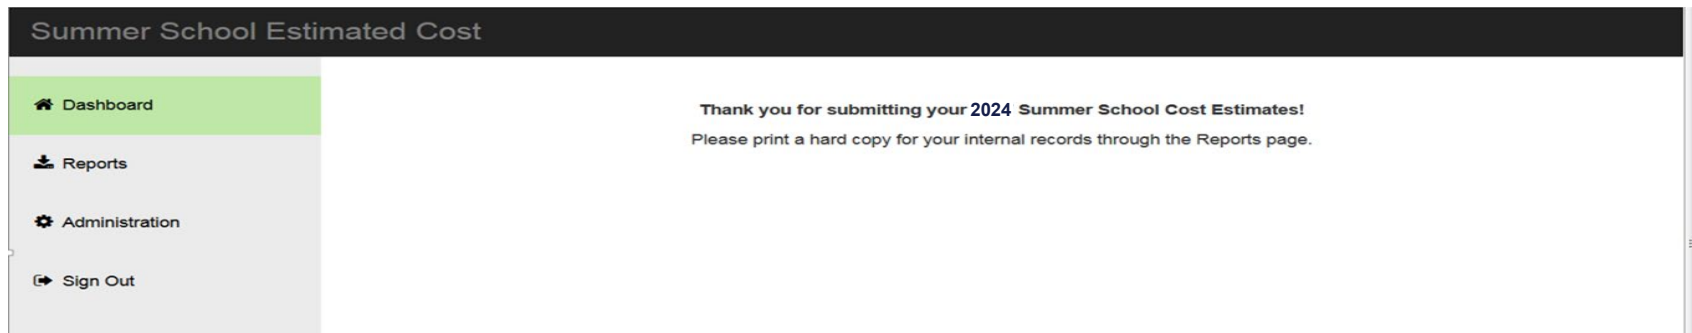 Summer School Estimated Cost
Dashboard
Reports
Administration
Sign Out
Thank you for submitting your 2024 Summer School Cost Estimates!
Please print a hard copy for your internal records through the Reports page.